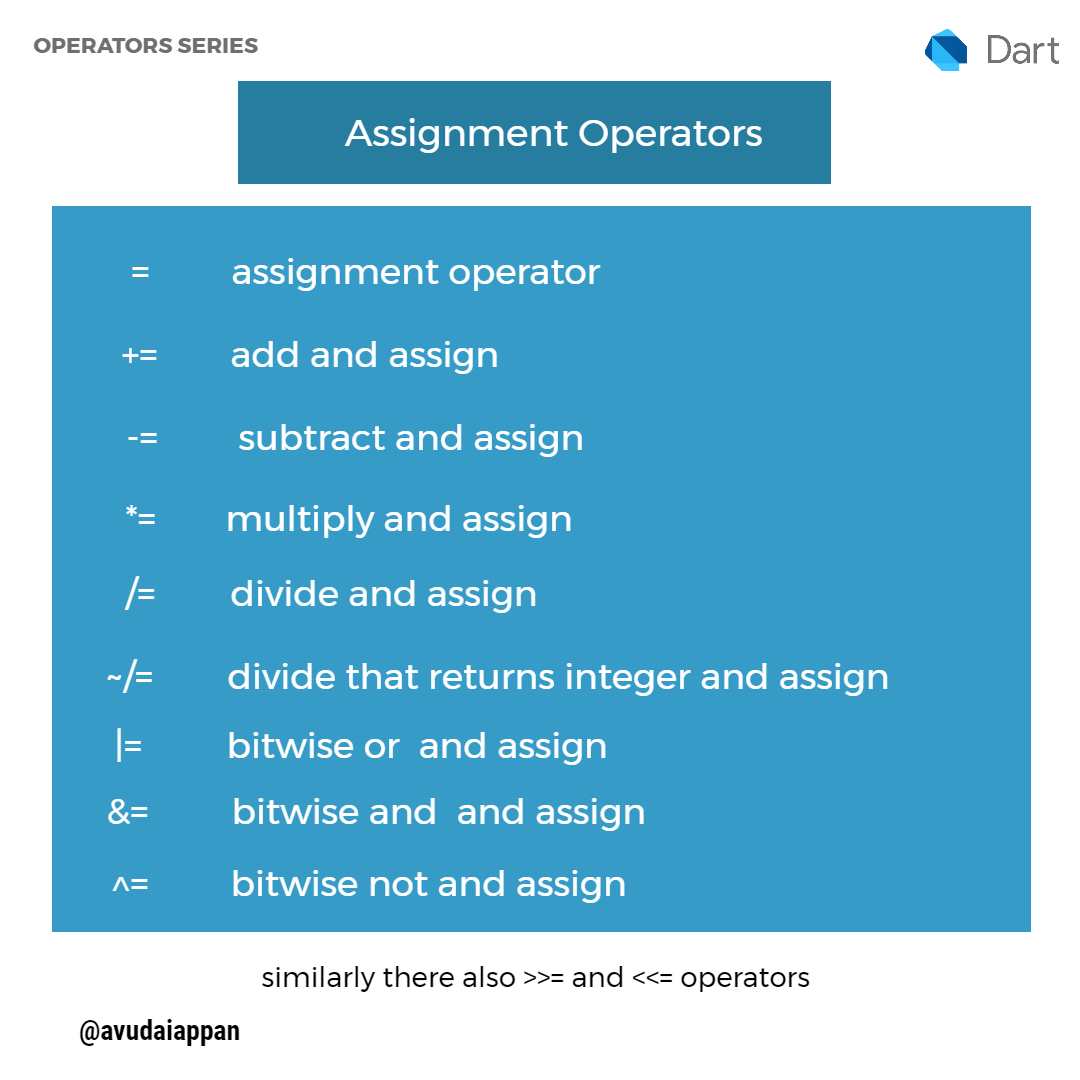 OPERATORS SERIES
Dart
Assignment Operators
= assignment operator
+= add and assign
-= subtract and assign
*= multiply and assign
/= divide and assign
~/= divide that returns integer and assign
|= bitwise or and assign
&= bitwise and and assign
^= bitwise not and assign
similarly there also >>= and <<= operators
@avudaiappan